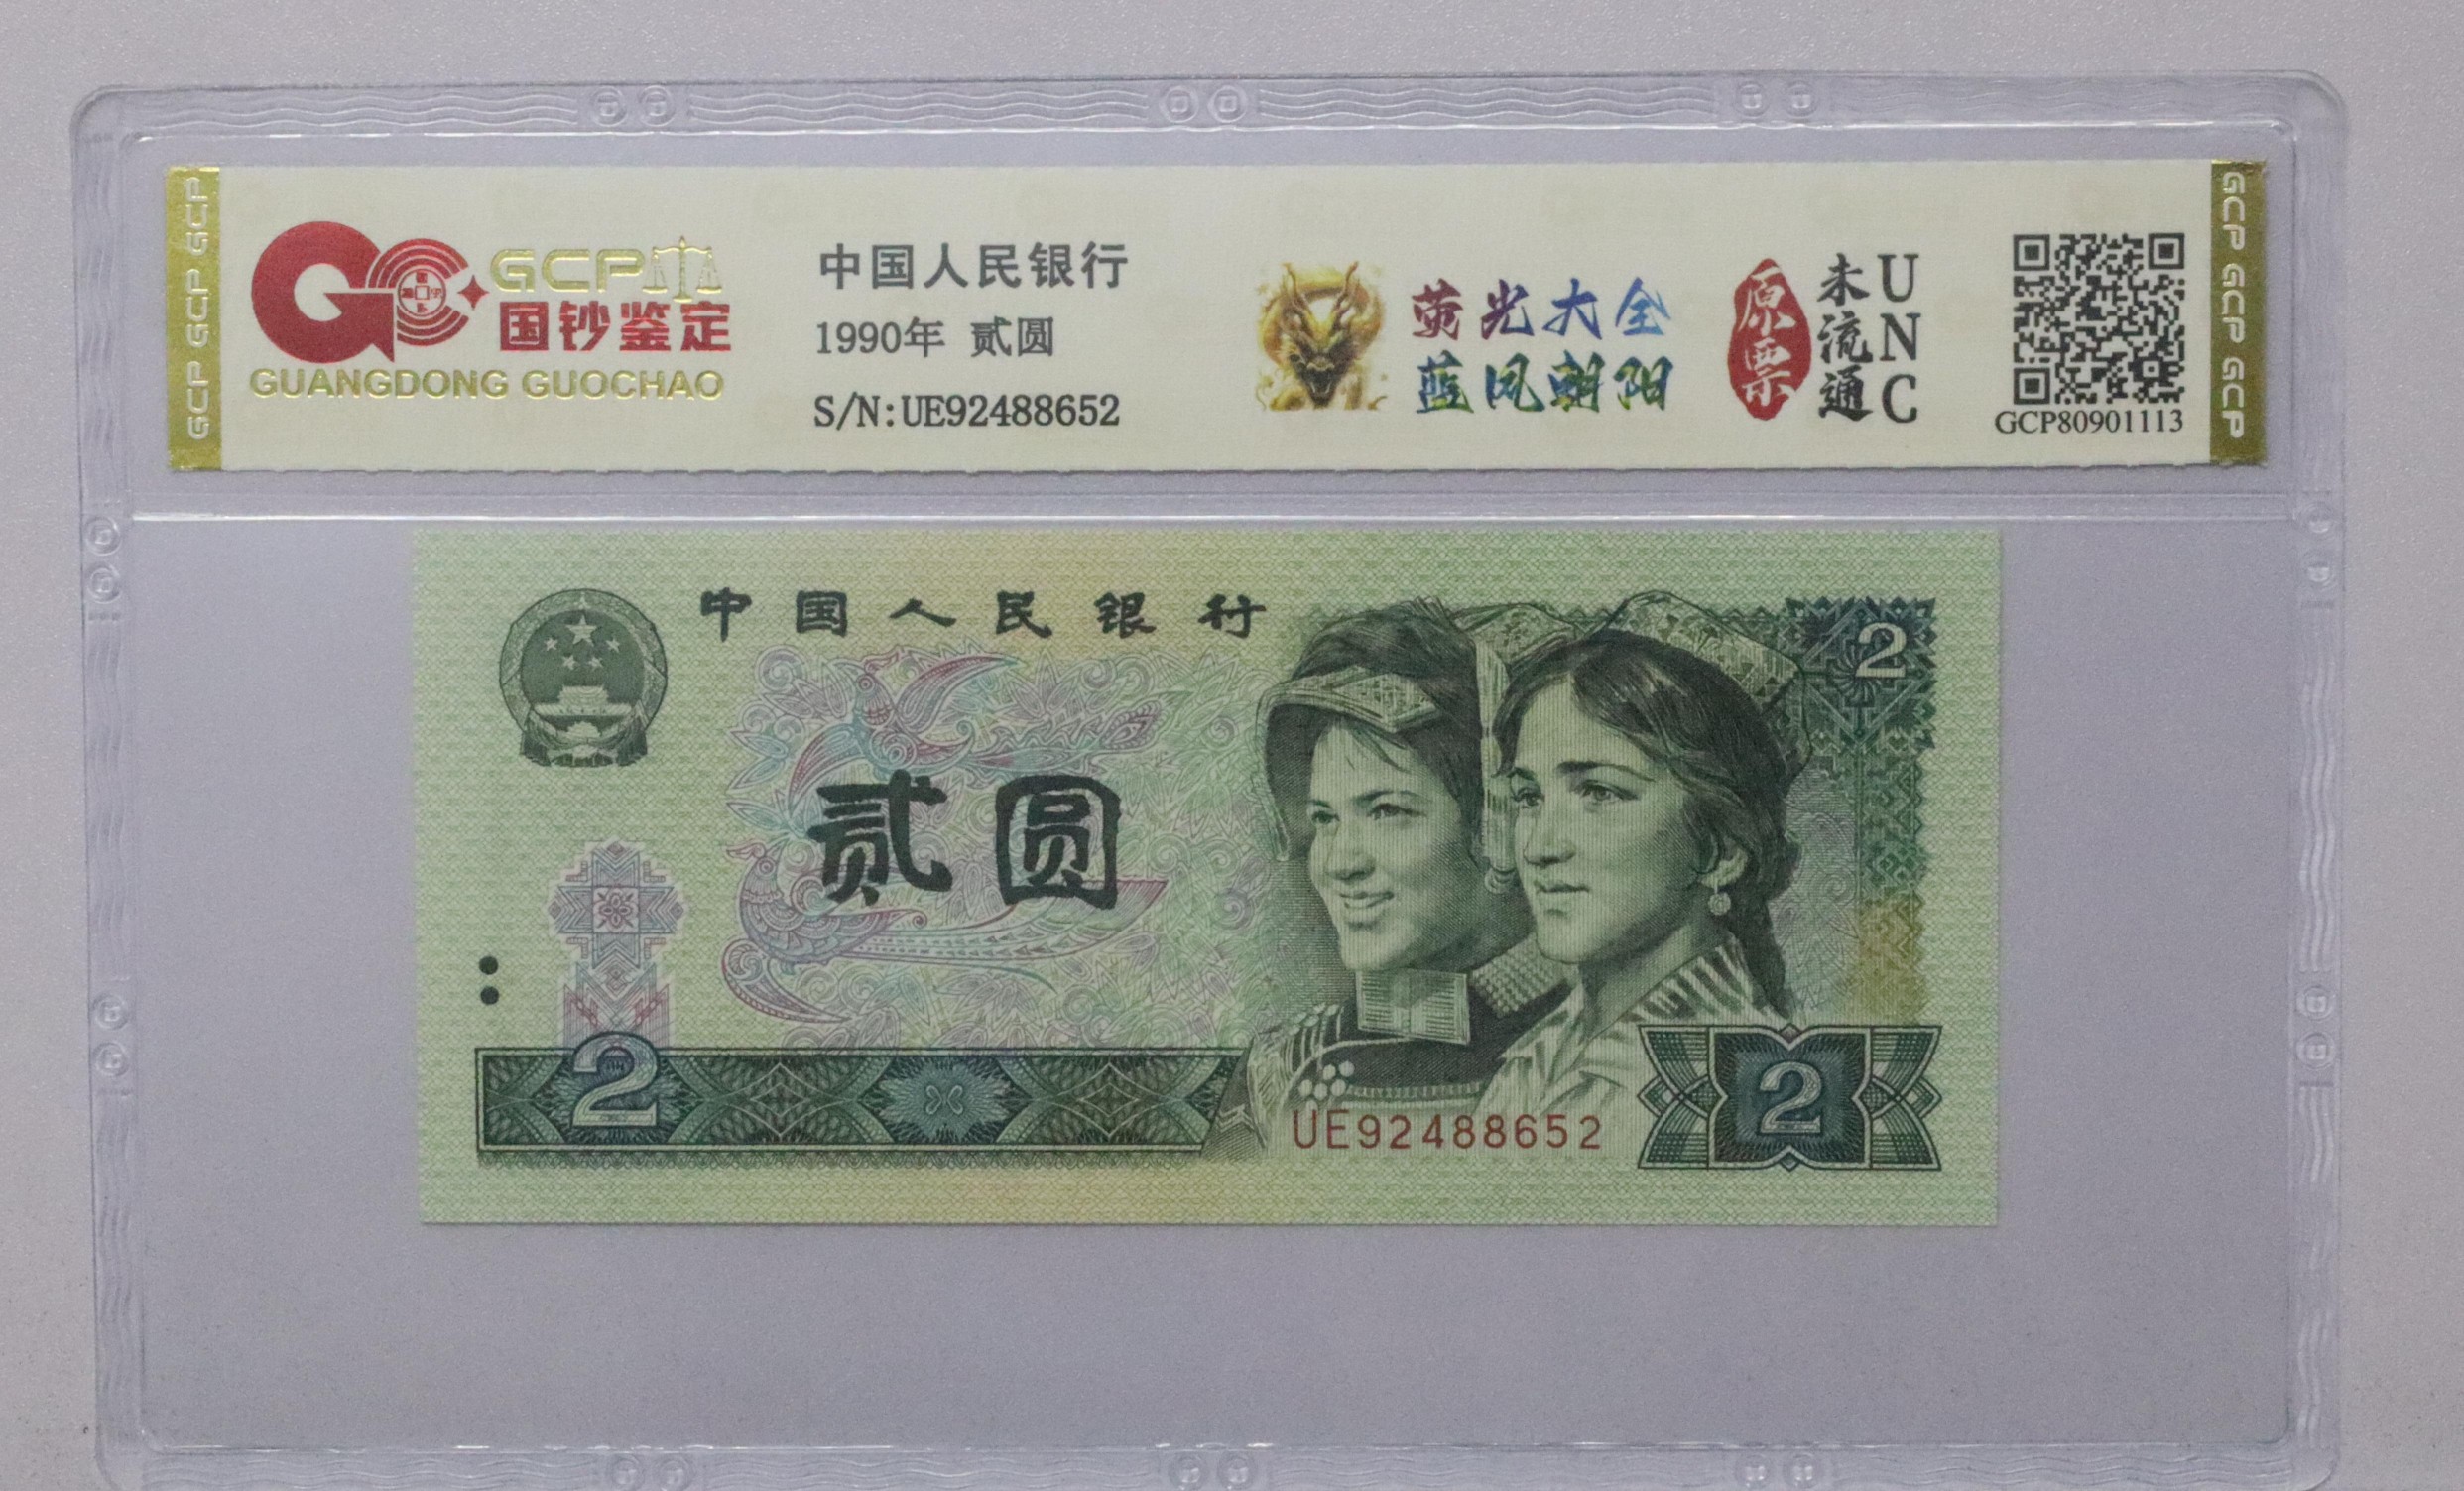 GCP GCP GCP
GCP
国钞鉴定
GUANGDONG GUOCHAO
中国人民银行
1990年 贰圆
S/N:UE92488652
荧光大全
蓝凤朝阳
原票
未流通
UNC
GCP80901113
GCP GCP GCP
中国人民银行
2
贰圆
2
UE92488652
2